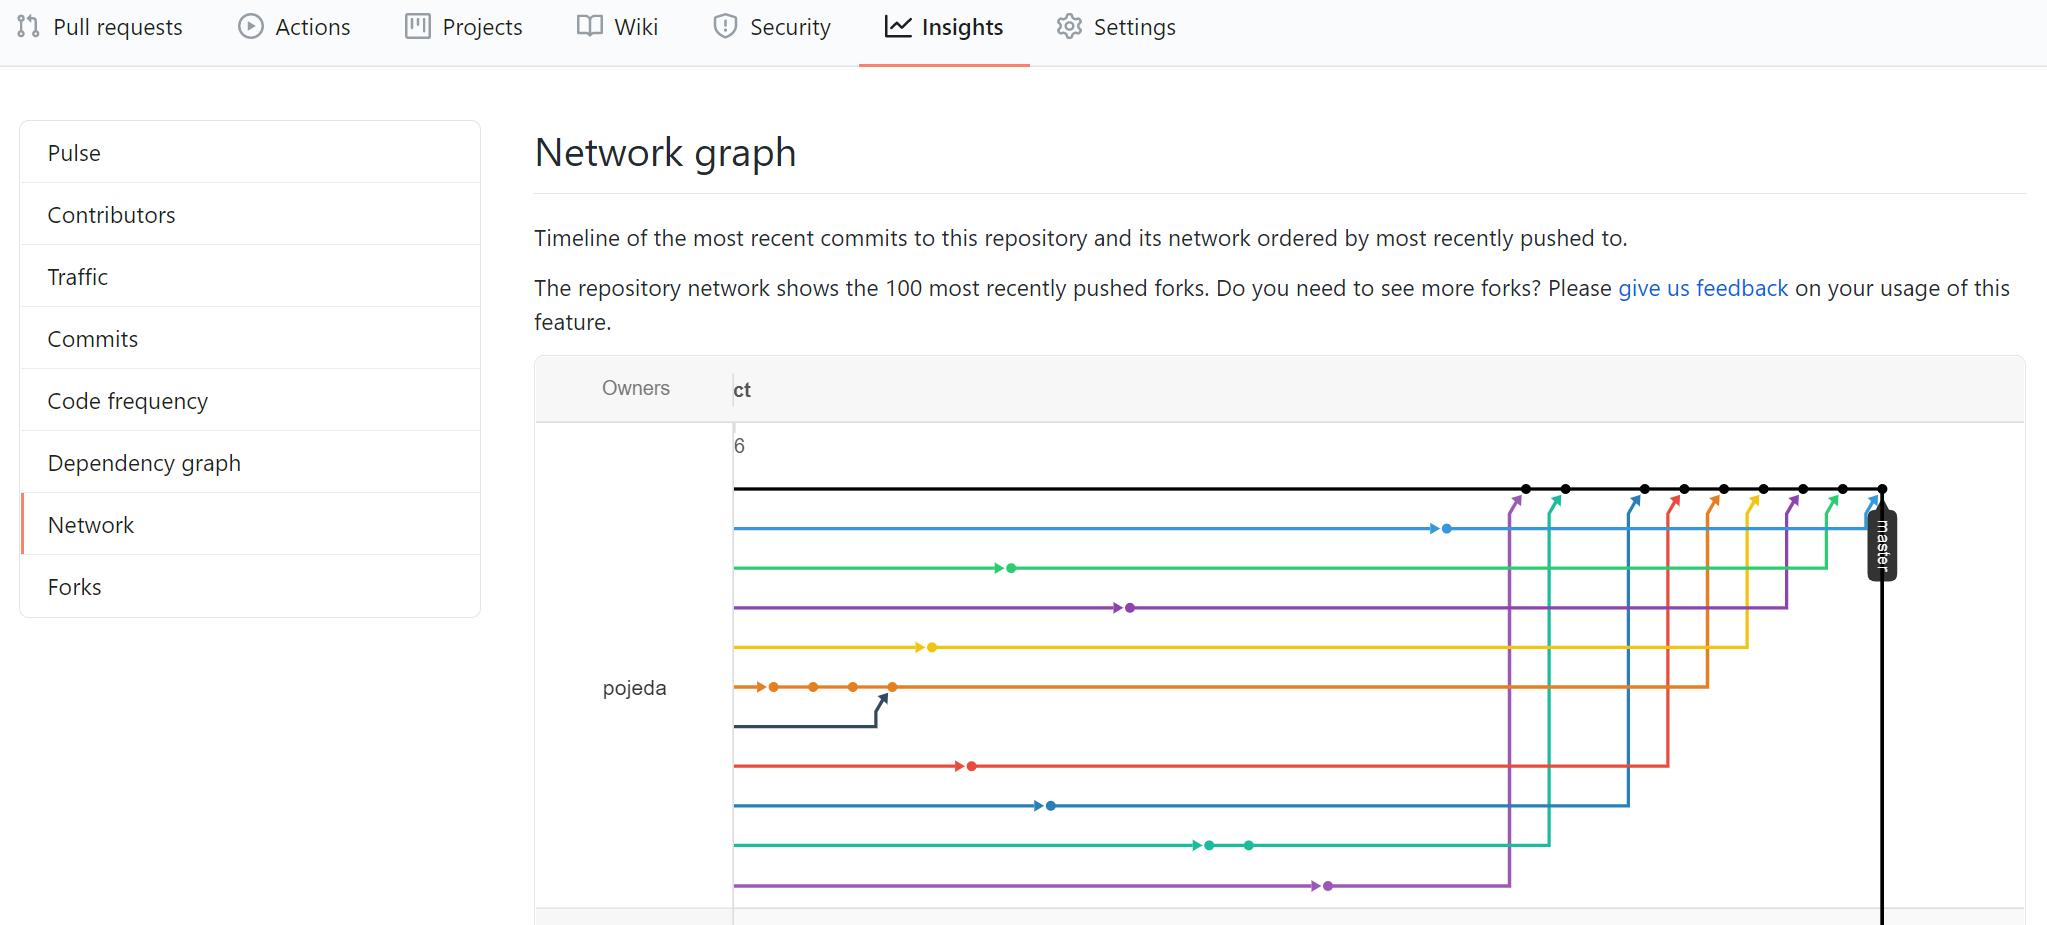 Pull requests Actions Projects Wiki Security Insights Settings
Pulse
Contributors
Traffic
Commits
Code frequency
Dependency graph
Network
Forks
Network graph
Timeline of the most recent commits to this repository and its network ordered by most recently pushed to.
The repository network shows the 100 most recently pushed forks. Do you need to see more forks? Please give us feedback on your usage of this
feature.
Owners ct
6
master
pojeda